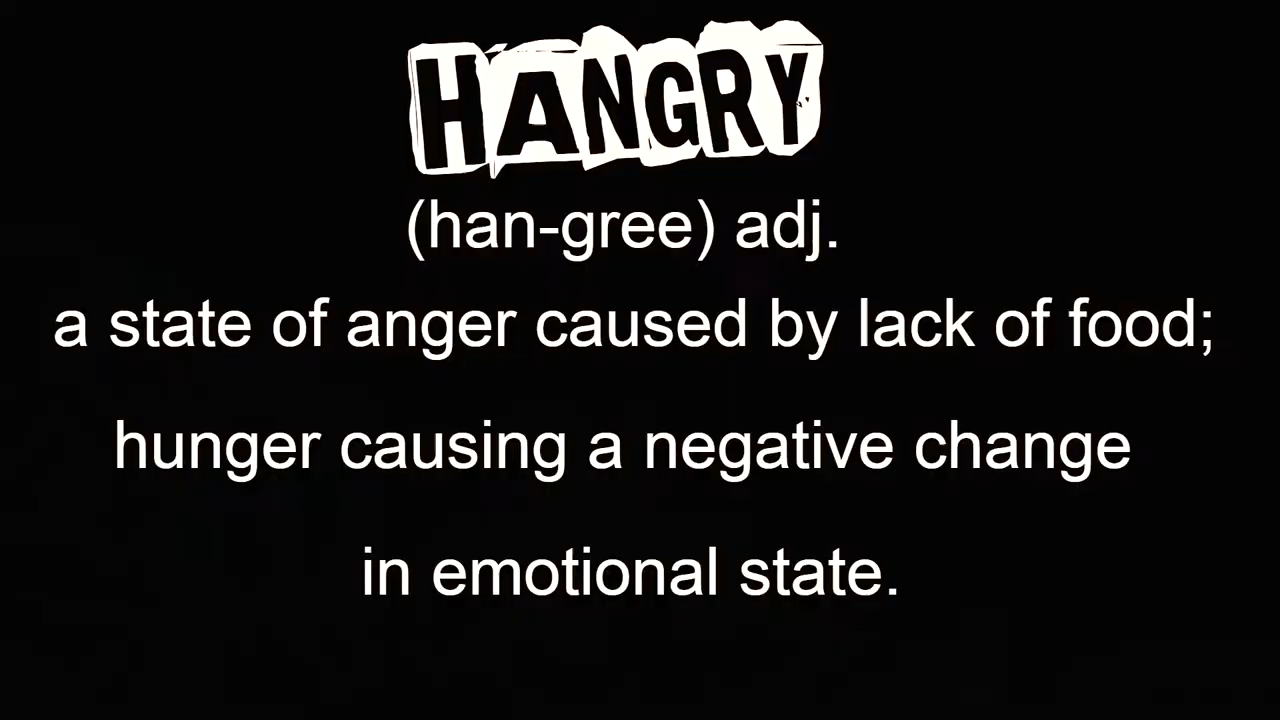 HANGRY
(han-gree) adj.
a state of anger caused by lack of food;
hunger causing a negative change
in emotional state.